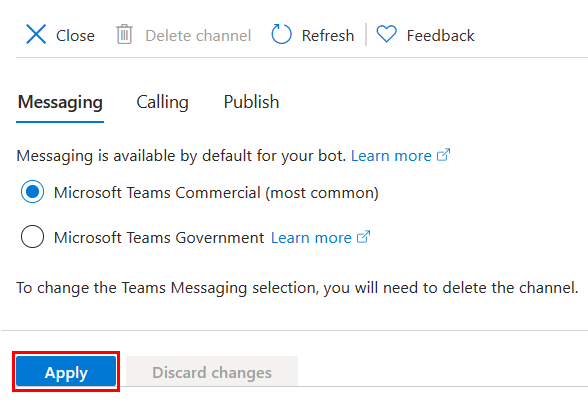 Close Delete channel Refresh Feedback
Messaging Calling Publish
Messaging is available by default for your bot. Learn more
Microsoft Teams Commercial (most common)
Microsoft Teams Government Learn more
To change the Teams Messaging selection, you will need to delete the channel.
Apply Discard changes